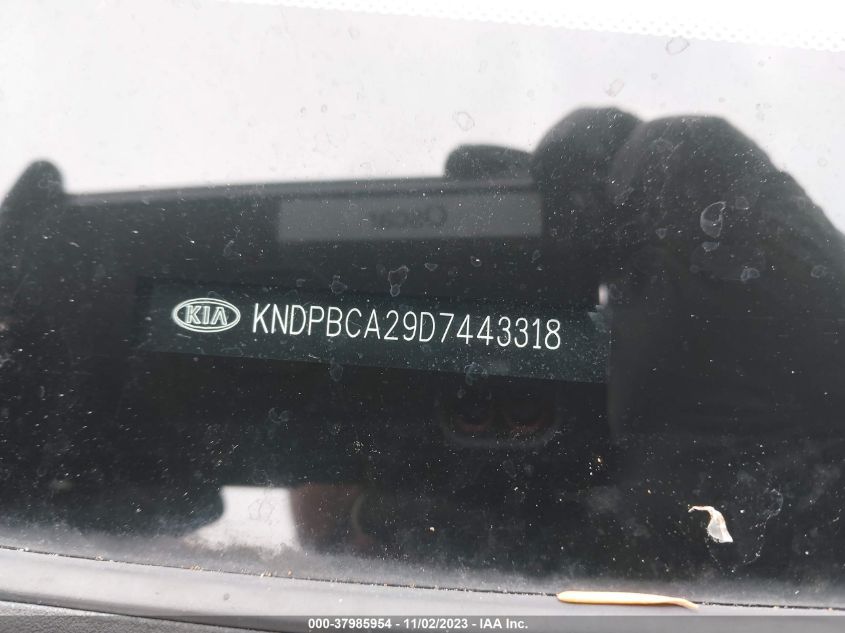 KIA KNDPBCA29D7443318
000-37985954 - 11/02/2023 - IAA Inc.